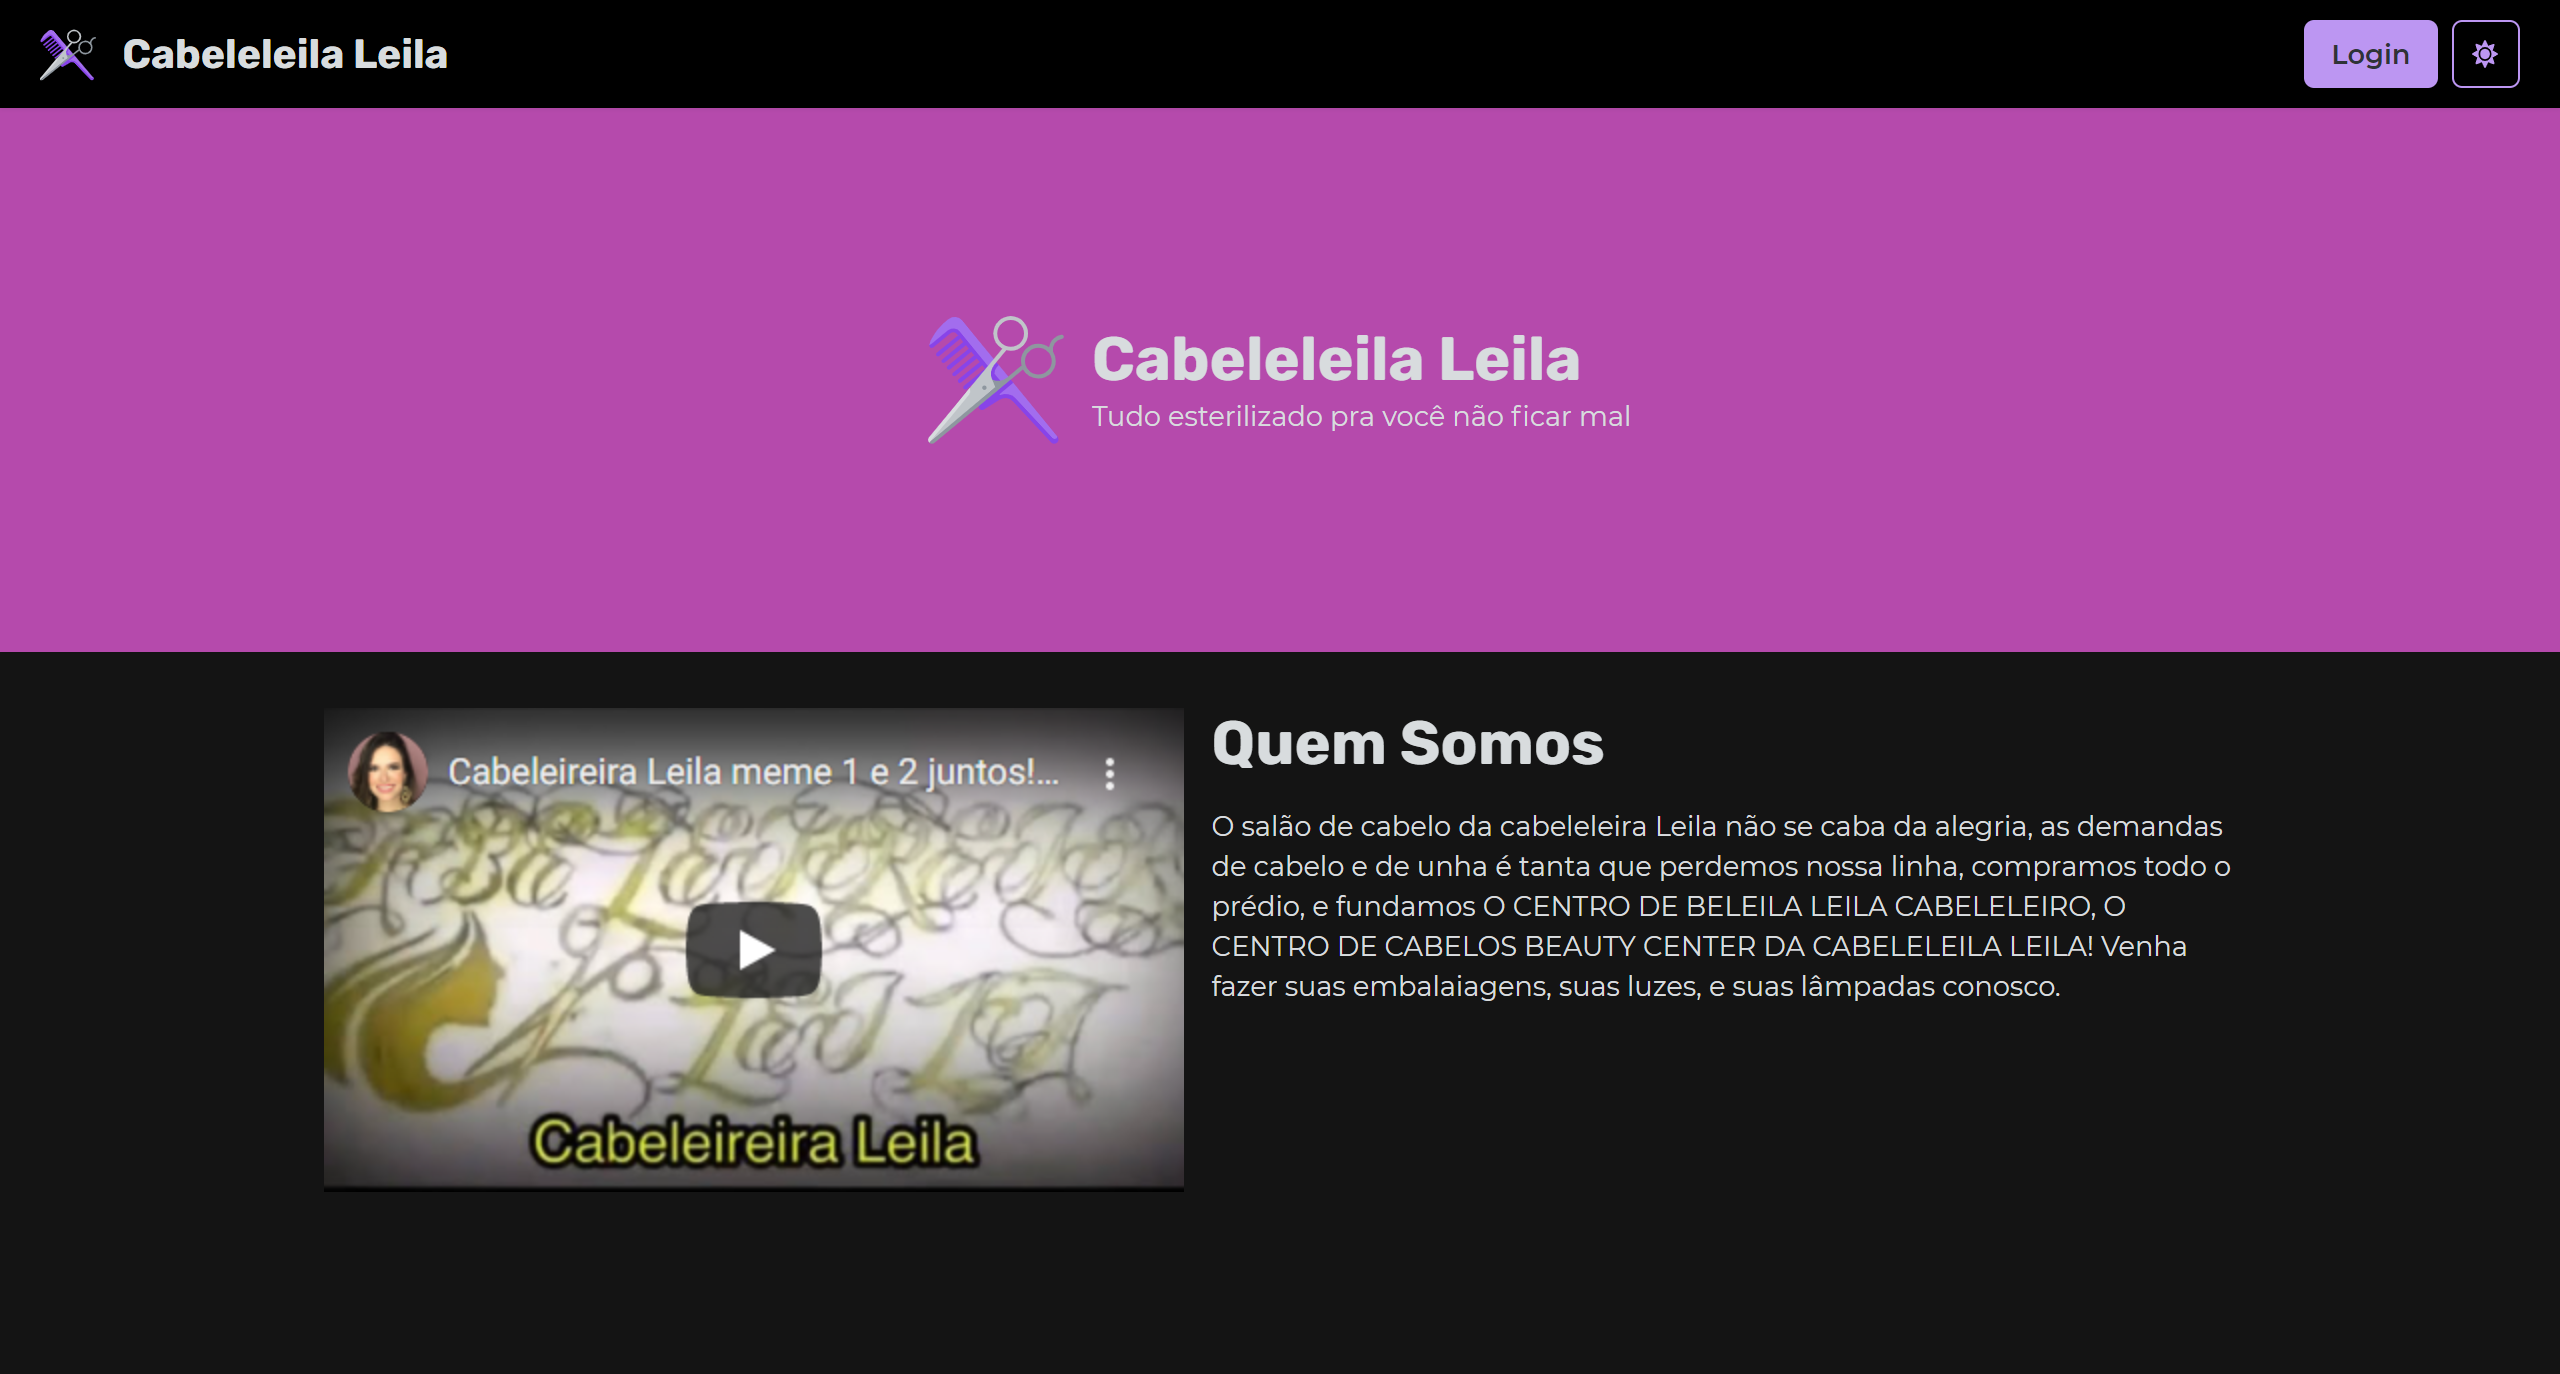 Cabeleleila Leila
Login
Cabeleleila Leila
Tudo esterilizado pra você não ficar mal
Cabeleireira Leila meme 1 e 2 juntos!...
Cabeleireira Leila
Quem Somos
O salão de cabelo da cabeleleira Leila não se caba da alegria, as demandas
de cabelo e de unha é tanta que perdemos nossa linha, compramos todo o
prédio, e fundamos O CENTRO DE BELEILA LEILA CABELELEIRO, O
CENTRO DE CABELOS BEAUTY CENTER DA CABELELEILA LEILA! Venha
fazer suas embalaiagens, suas luzes, e suas lâmpadas conosco.